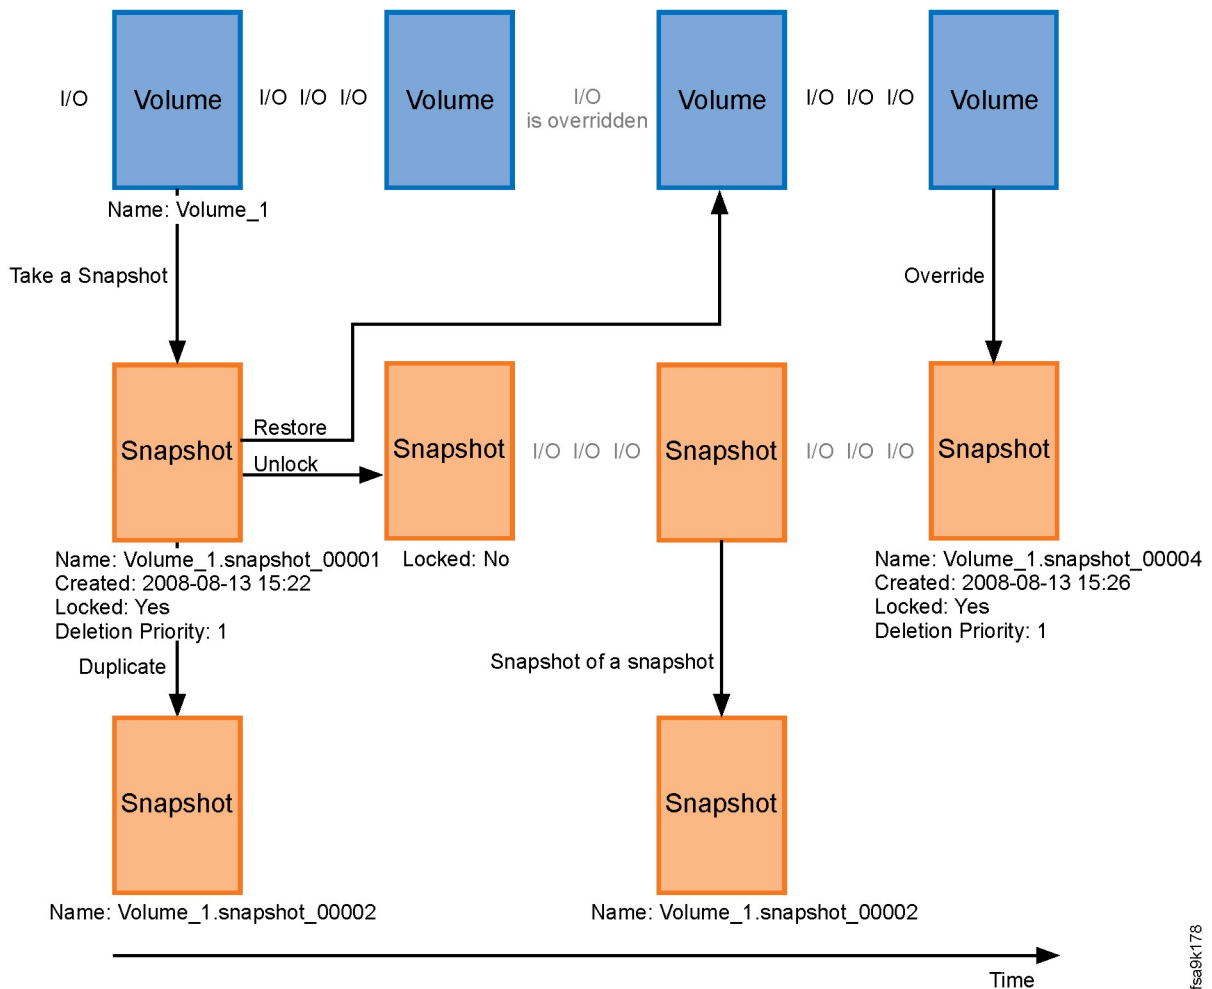 I/O
Volume
I/O I/O I/O
Volume
I/O
is overridden
Volume
I/O I/O I/O
Volume
Name: Volume_1
Take a Snapshot
Override
Snapshot
Restore
Unlock
Snapshot
I/O I/O I/O
Snapshot
I/O I/O I/O
Snapshot
Name: Volume_1.snapshot_00001
Created: 2008-08-13 15:22
Locked: Yes
Deletion Priority: 1
Locked: No
Name: Volume_1.snapshot_00004
Created: 2008-08-13 15:26
Locked: Yes
Deletion Priority: 1
Duplicate
Snapshot of a snapshot
Snapshot
Snapshot
Name: Volume_1.snapshot_00002
Name: Volume_1.snapshot_00002
Time
fsa9k178